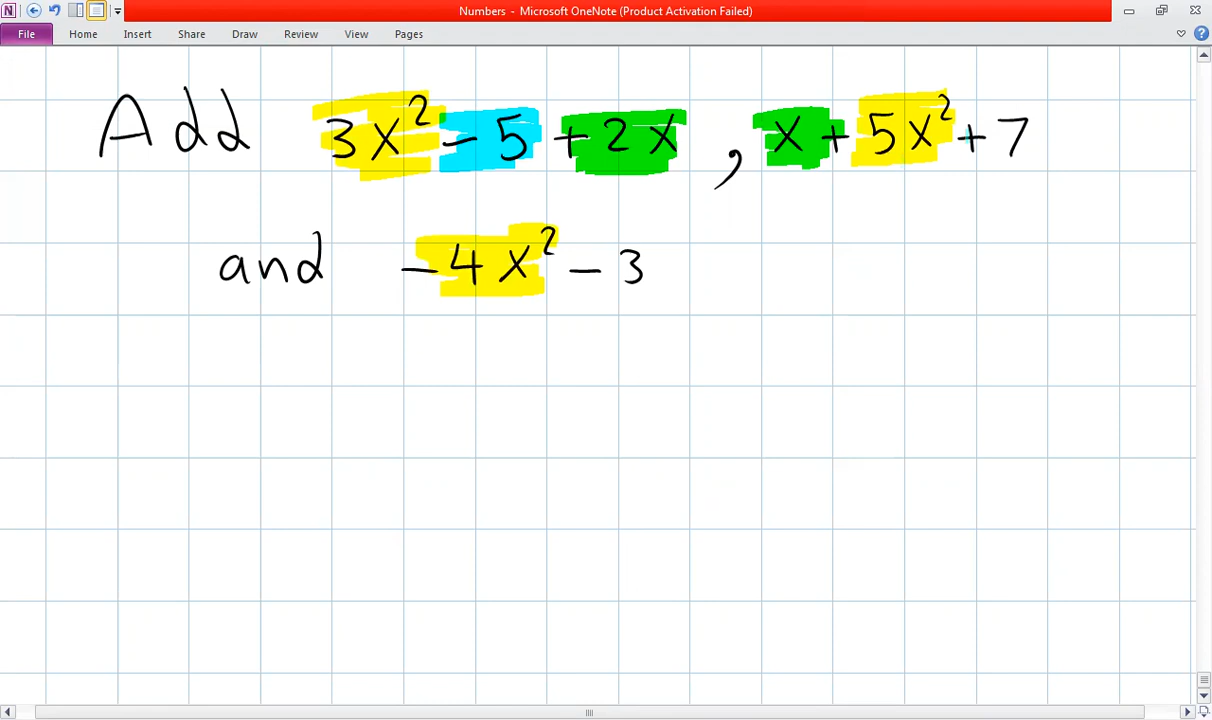 Numbers - Microsoft OneNote (Product Activation Failed)
File Home Insert Share Draw Review View Pages
Add 3x² - 5 + 2x , x + 5x² + 7
and - 4x² - 3